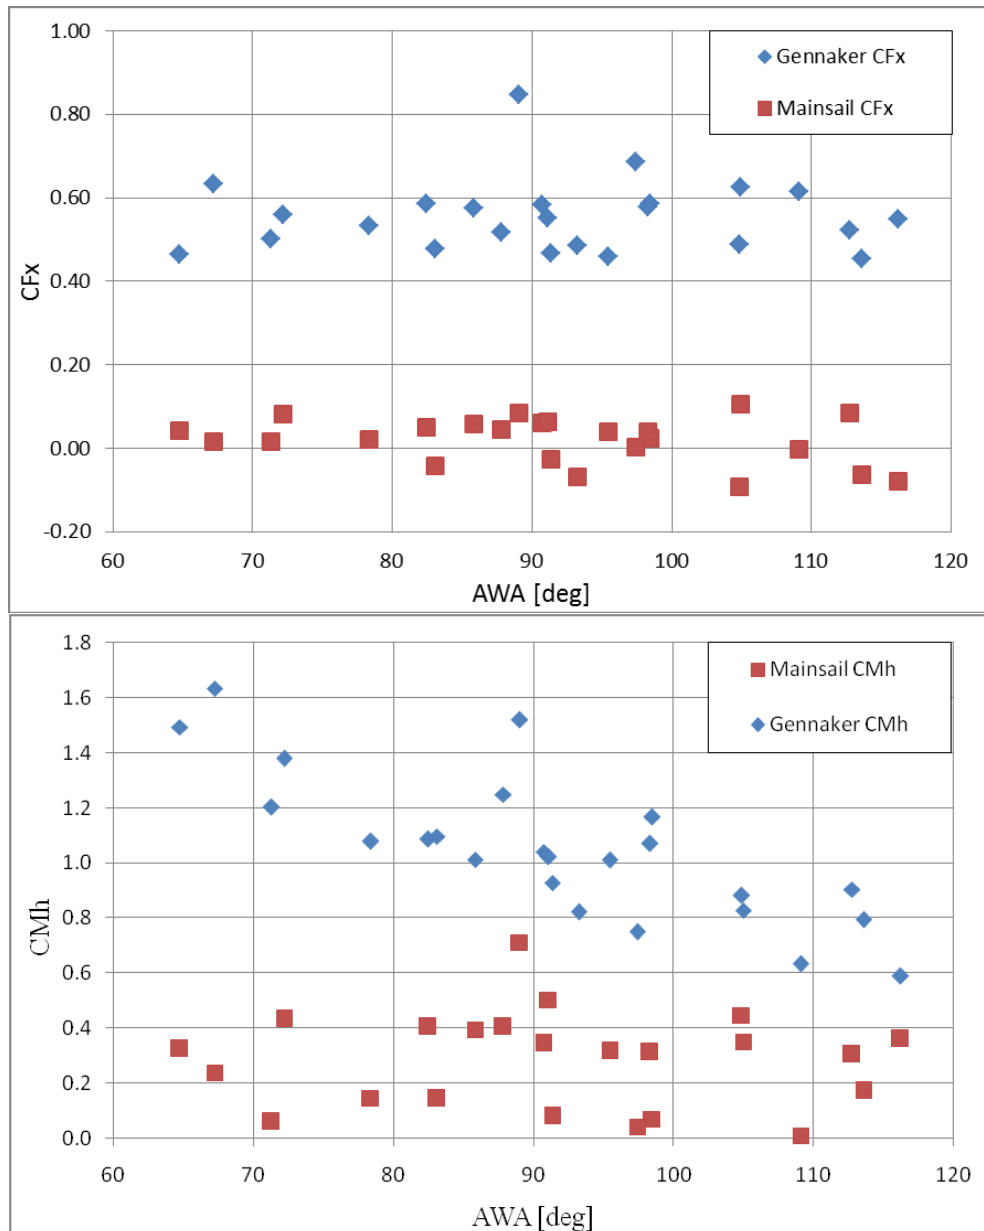 1.00
Gennaker CFx
0.80
Mainsail CFx
0.60
0.40
CFx
0.20
0.00
-0.20
60 70 80 90 100 110 120
AWA [deg]
1.8
Mainsail CMh
1.6
Gennaker CMh
1.4
1.2
1.0
0.8
CMh
0.6
0.4
0.2
0.0
60 70 80 90 100 110 120
AWA [deg]